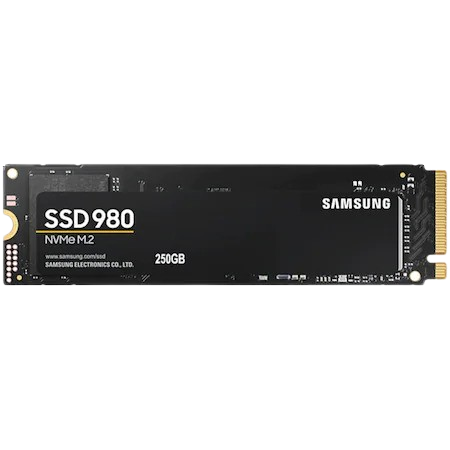 SSD 980
NVMe M.2
www.samsung.com/ssd
SAMSUNG ELECTRONICS CO., LTD.
250GB
SAMSUNG